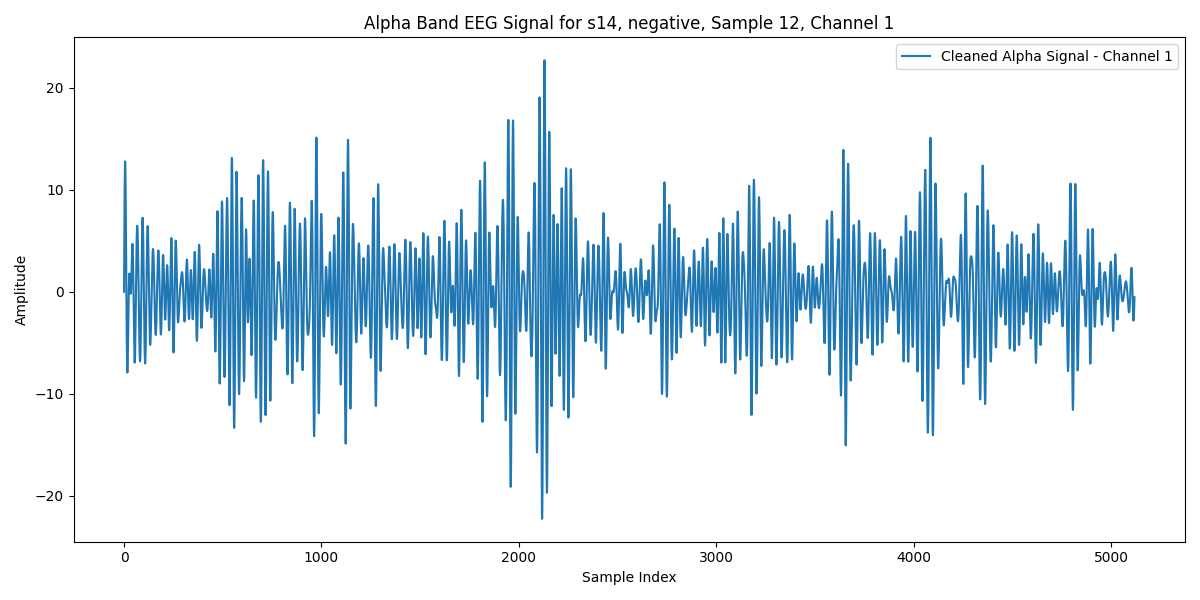 Alpha Band EEG Signal for s14, negative, Sample 12, Channel 1
Cleaned Alpha Signal - Channel 1
Amplitude
20
10
0
−10
−20
0 1000 2000 3000 4000 5000
Sample Index